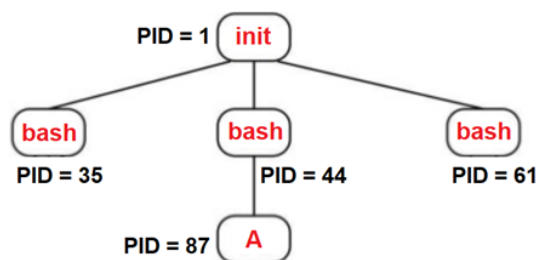 PID = 1 init
bash bash bash
PID = 35 PID = 44 PID = 61
PID = 87 A